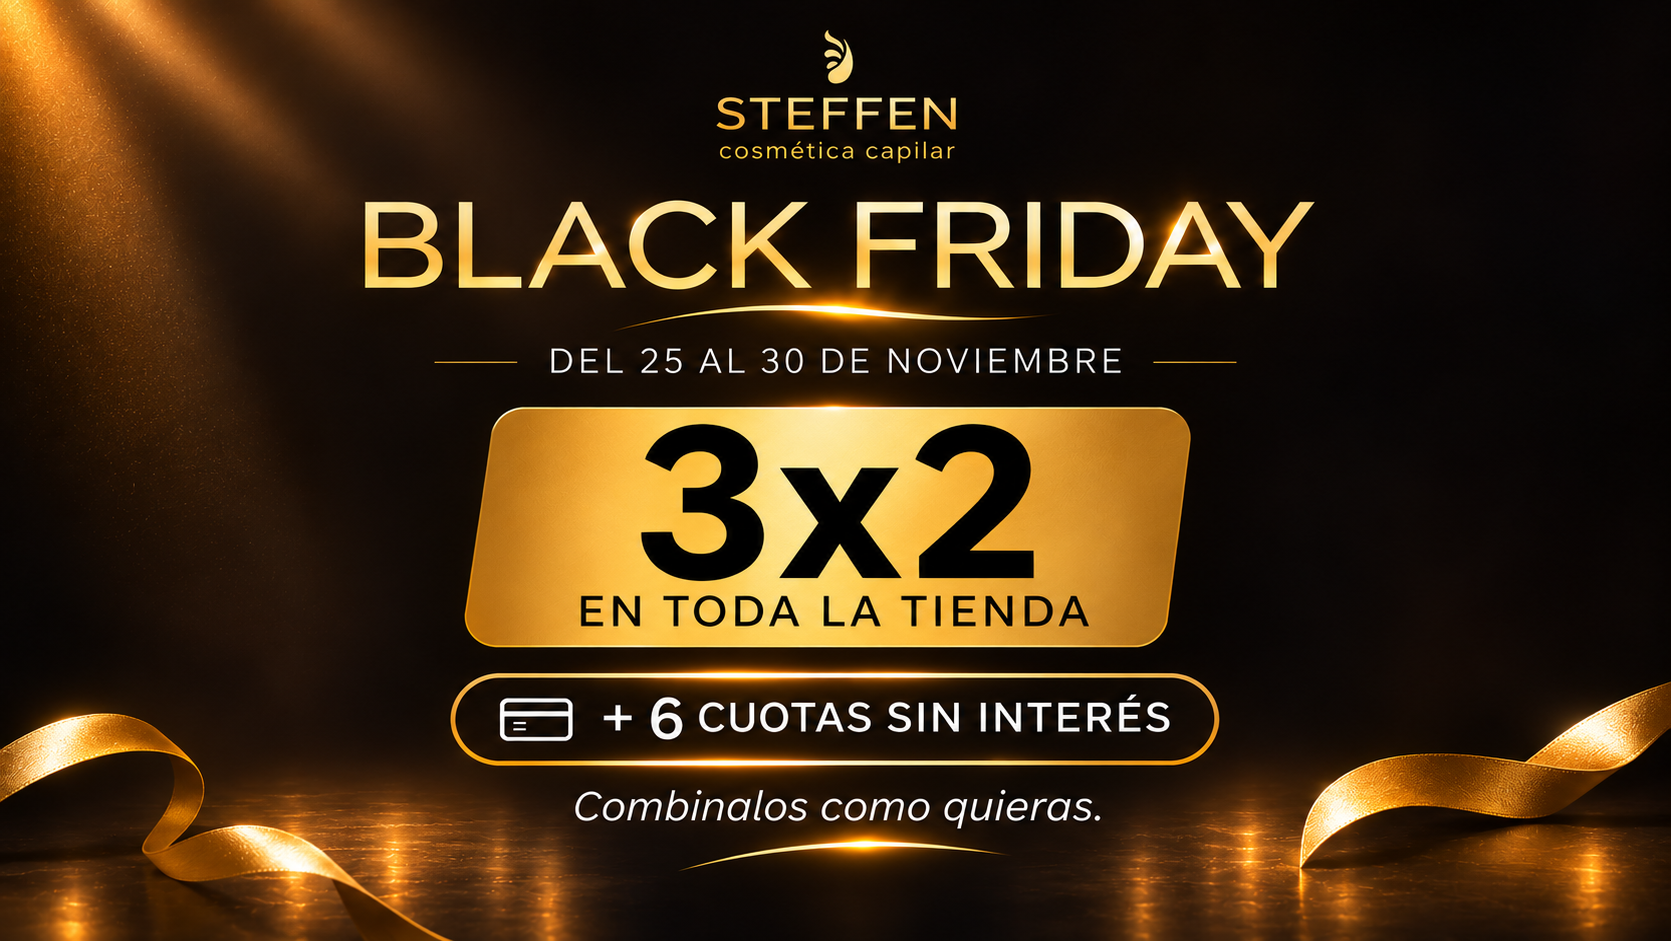 STEFFEN
cosmética capilar
BLACK FRIDAY
DEL 25 AL 30 DE NOVIEMBRE
3x2
EN TODA LA TIENDA
+ 6 CUOTAS SIN INTERÉS
Combinalos como quieras.